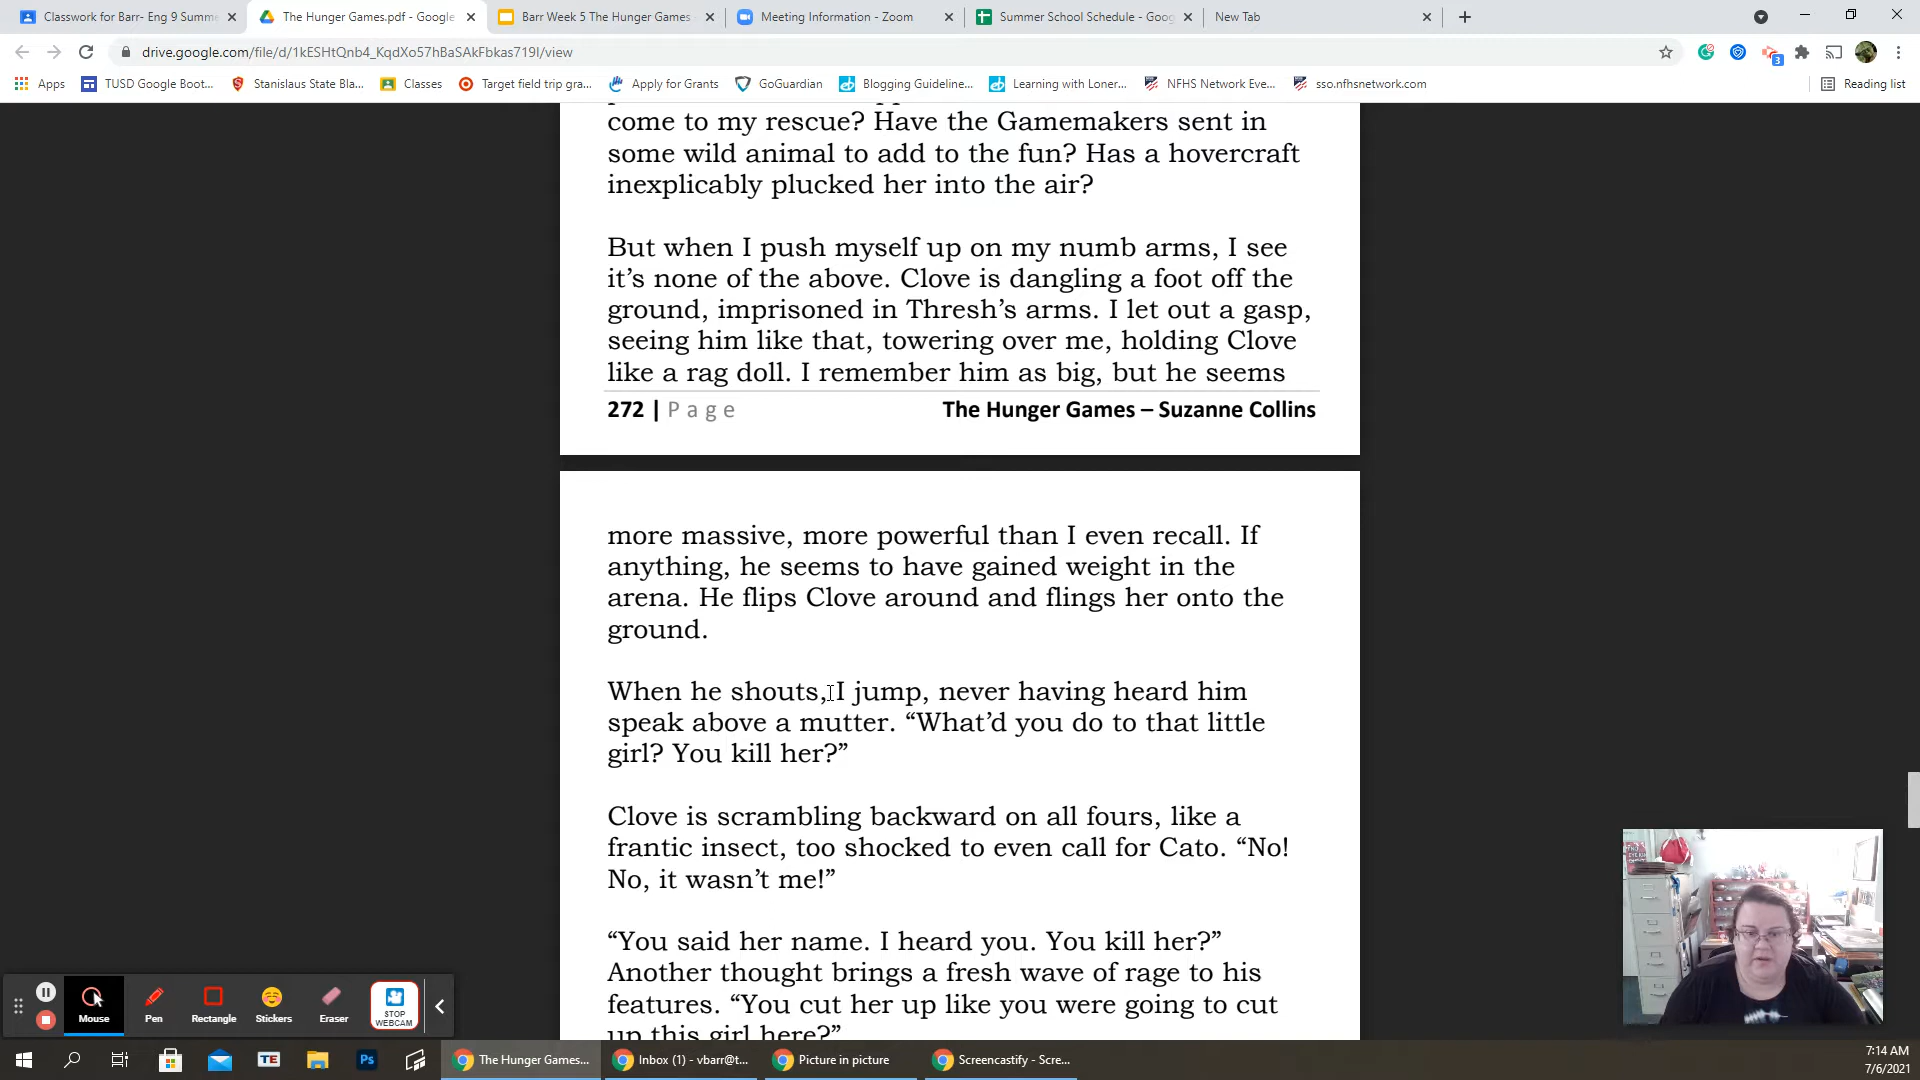 Classwork for Barr- Eng 9 Summe
The Hunger Games.pdf - Google
Barr Week 5 The Hunger Games
Meeting Information - Zoom
Summer School Schedule - Goog
New Tab
drive.google.com/file/d/1kESHtQnb4_KqdXo57hBaSAkFbkas719I/view
3
Apps
TUSD Google Boot...
Stanislaus State Bla...
Classes
Target field trip gra...
Apply for Grants
GoGuardian
Blogging Guideline...
Learning with Loner...
NFHS Network Eve...
sso.nfhsnetwork.com
Reading list
come to my rescue? Have the Gamemakers sent in
some wild animal to add to the fun? Has a hovercraft
inexplicably plucked her into the air?
But when I push myself up on my numb arms, I see
it’s none of the above. Clove is dangling a foot off the
ground, imprisoned in Thresh’s arms. I let out a gasp,
seeing him like that, towering over me, holding Clove
like a rag doll. I remember him as big, but he seems
272 | Page The Hunger Games – Suzanne Collins
more massive, more powerful than I even recall. If
anything, he seems to have gained weight in the
arena. He flips Clove around and flings her onto the
ground.
When he shouts, I jump, never having heard him
speak above a mutter. “What’d you do to that little
girl? You kill her?”
Clove is scrambling backward on all fours, like a
frantic insect, too shocked to even call for Cato. “No!
No, it wasn’t me!”
“You said her name. I heard you. You kill her?”
Another thought brings a fresh wave of rage to his
features. “You cut her up like you were going to cut
up this girl here?”
Mouse
Pen
Rectangle
Stickers
Eraser
STOP
WEBCAM
TE
Ps
The Hunger Games...
Inbox (1) - vbarr@t...
Picture in picture
Screencastify - Scre...
7:14 AM
7/6/2021